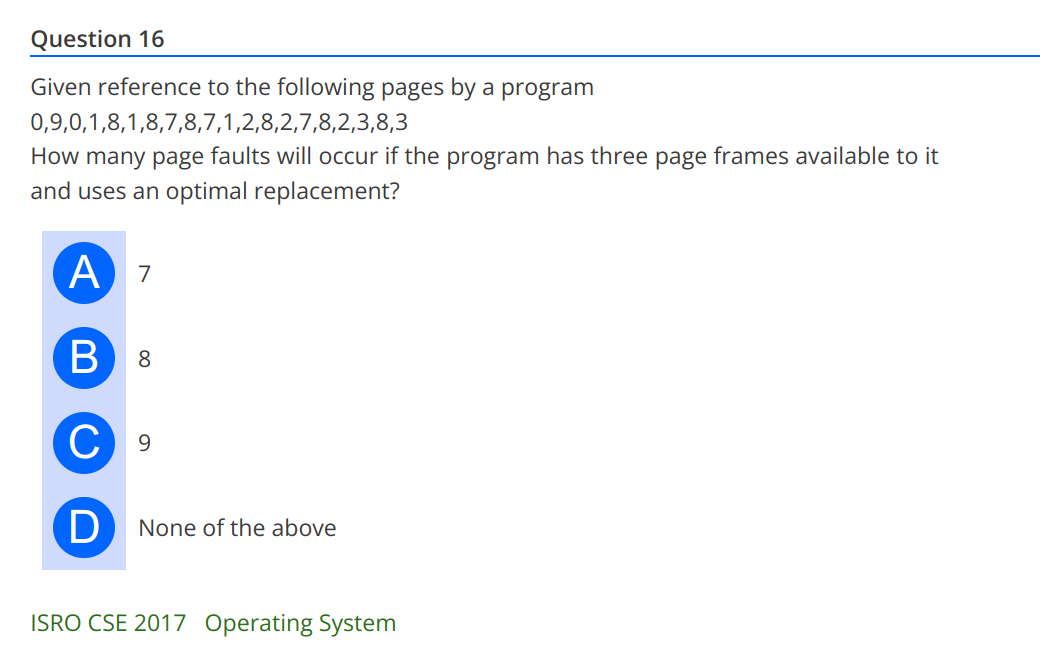 Question 16
Given reference to the following pages by a program
0,9,0,1,8,1,8,7,8,7,1,2,8,2,7,8,2,3,8,3
How many page faults will occur if the program has three page frames available to it
and uses an optimal replacement?
A 7
B 8
C 9
D None of the above
ISRO CSE 2017 Operating System